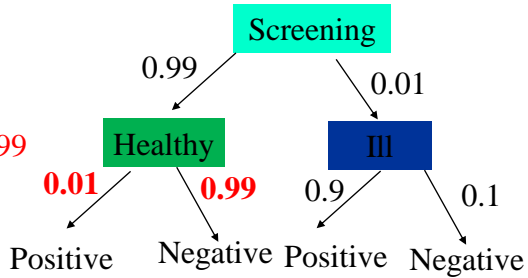 Screening
0.99
0.01
99
Healthy
Ill
0.01
0.99
0.9
0.1
Positive
Negative
Positive
Negative